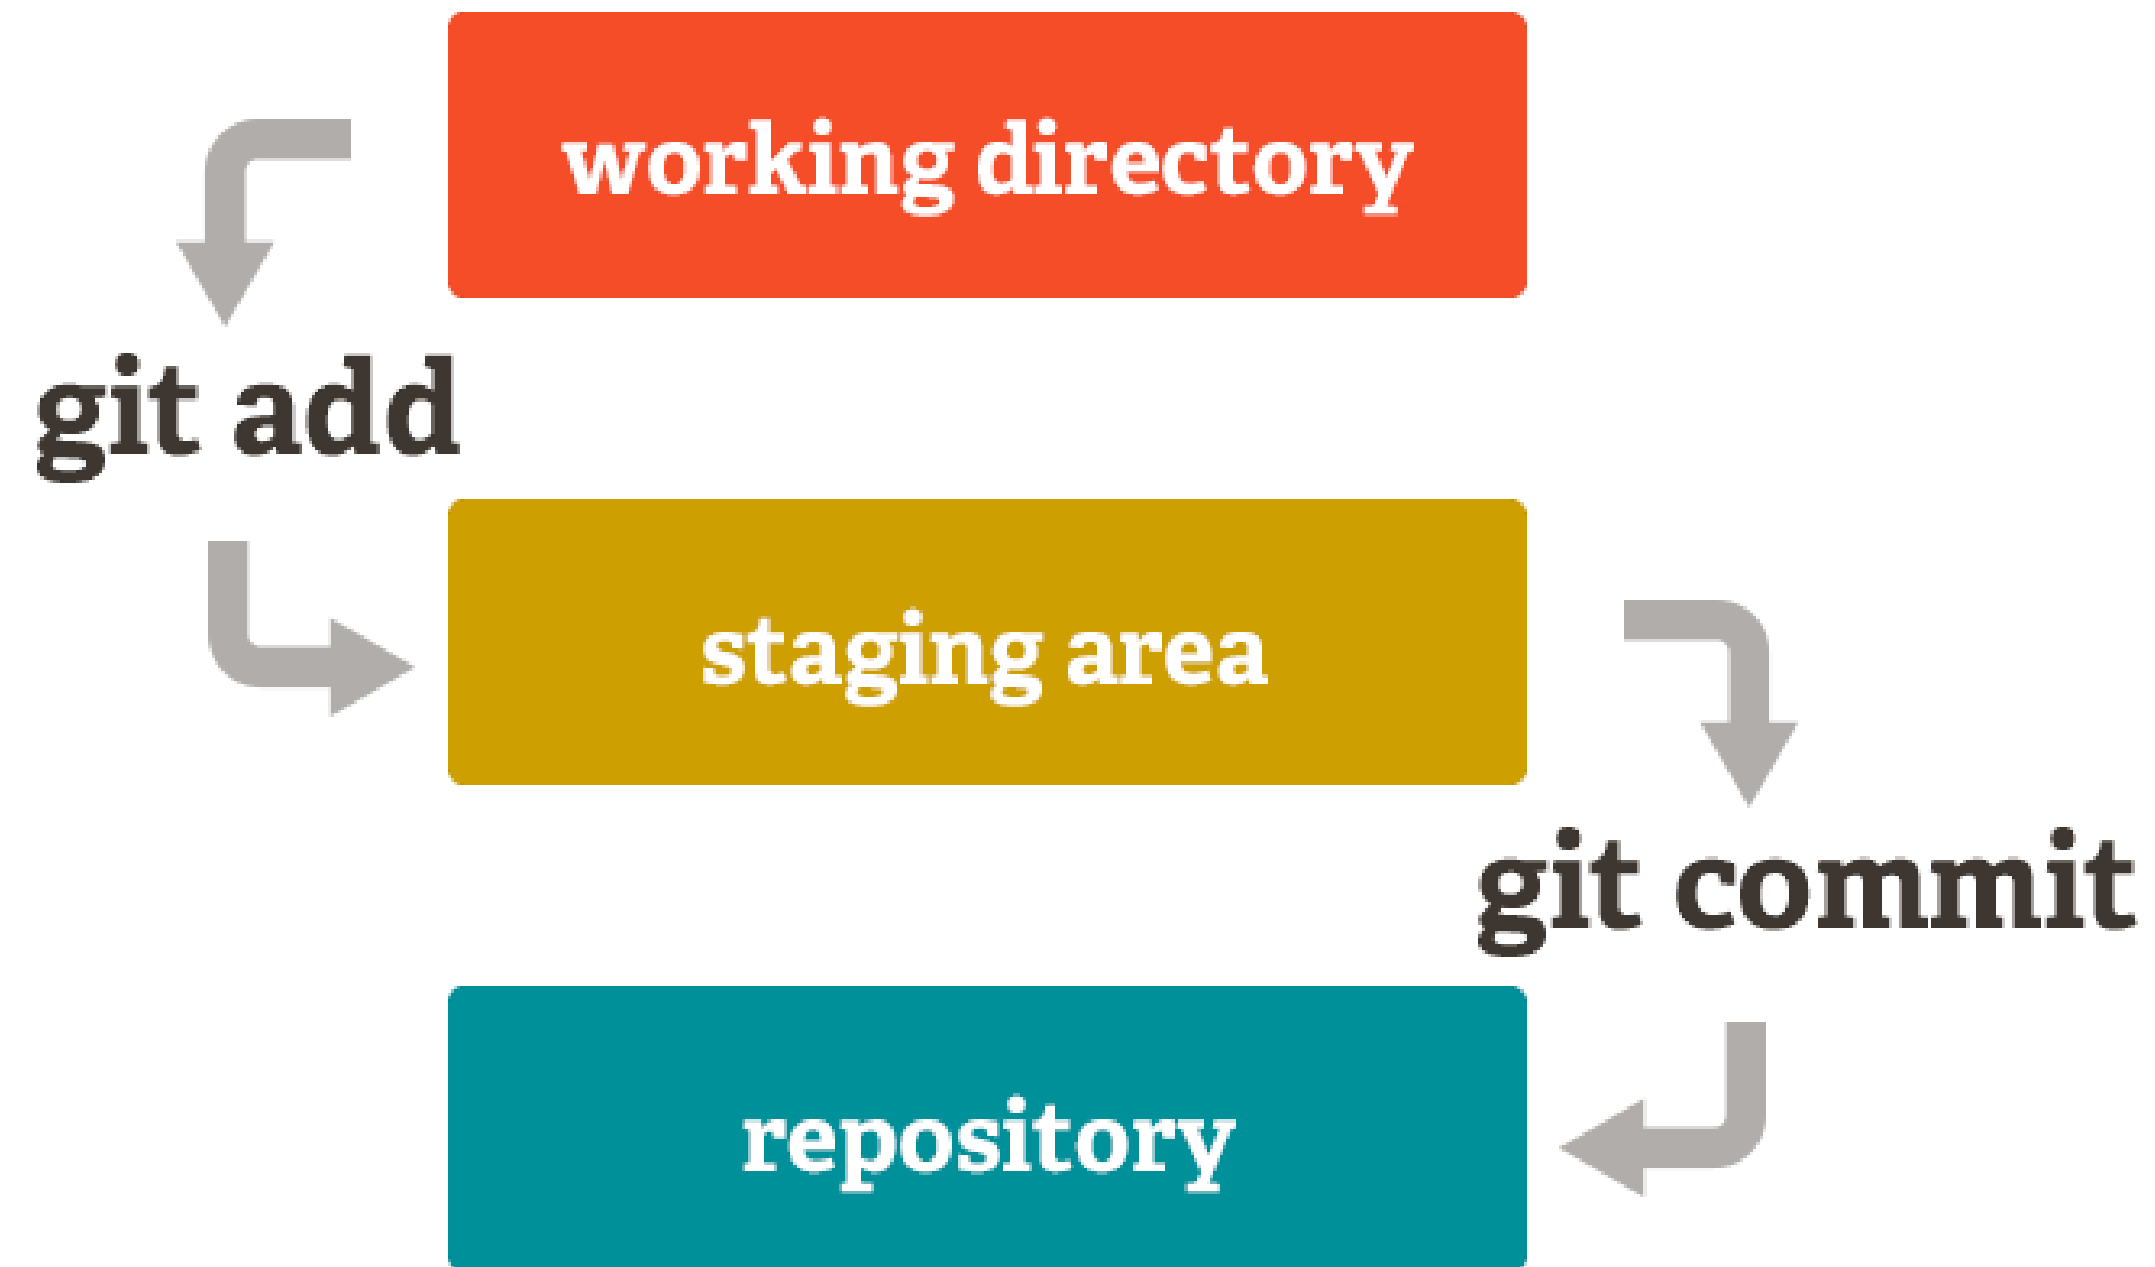 working directory
git add
staging area
git commit
repository